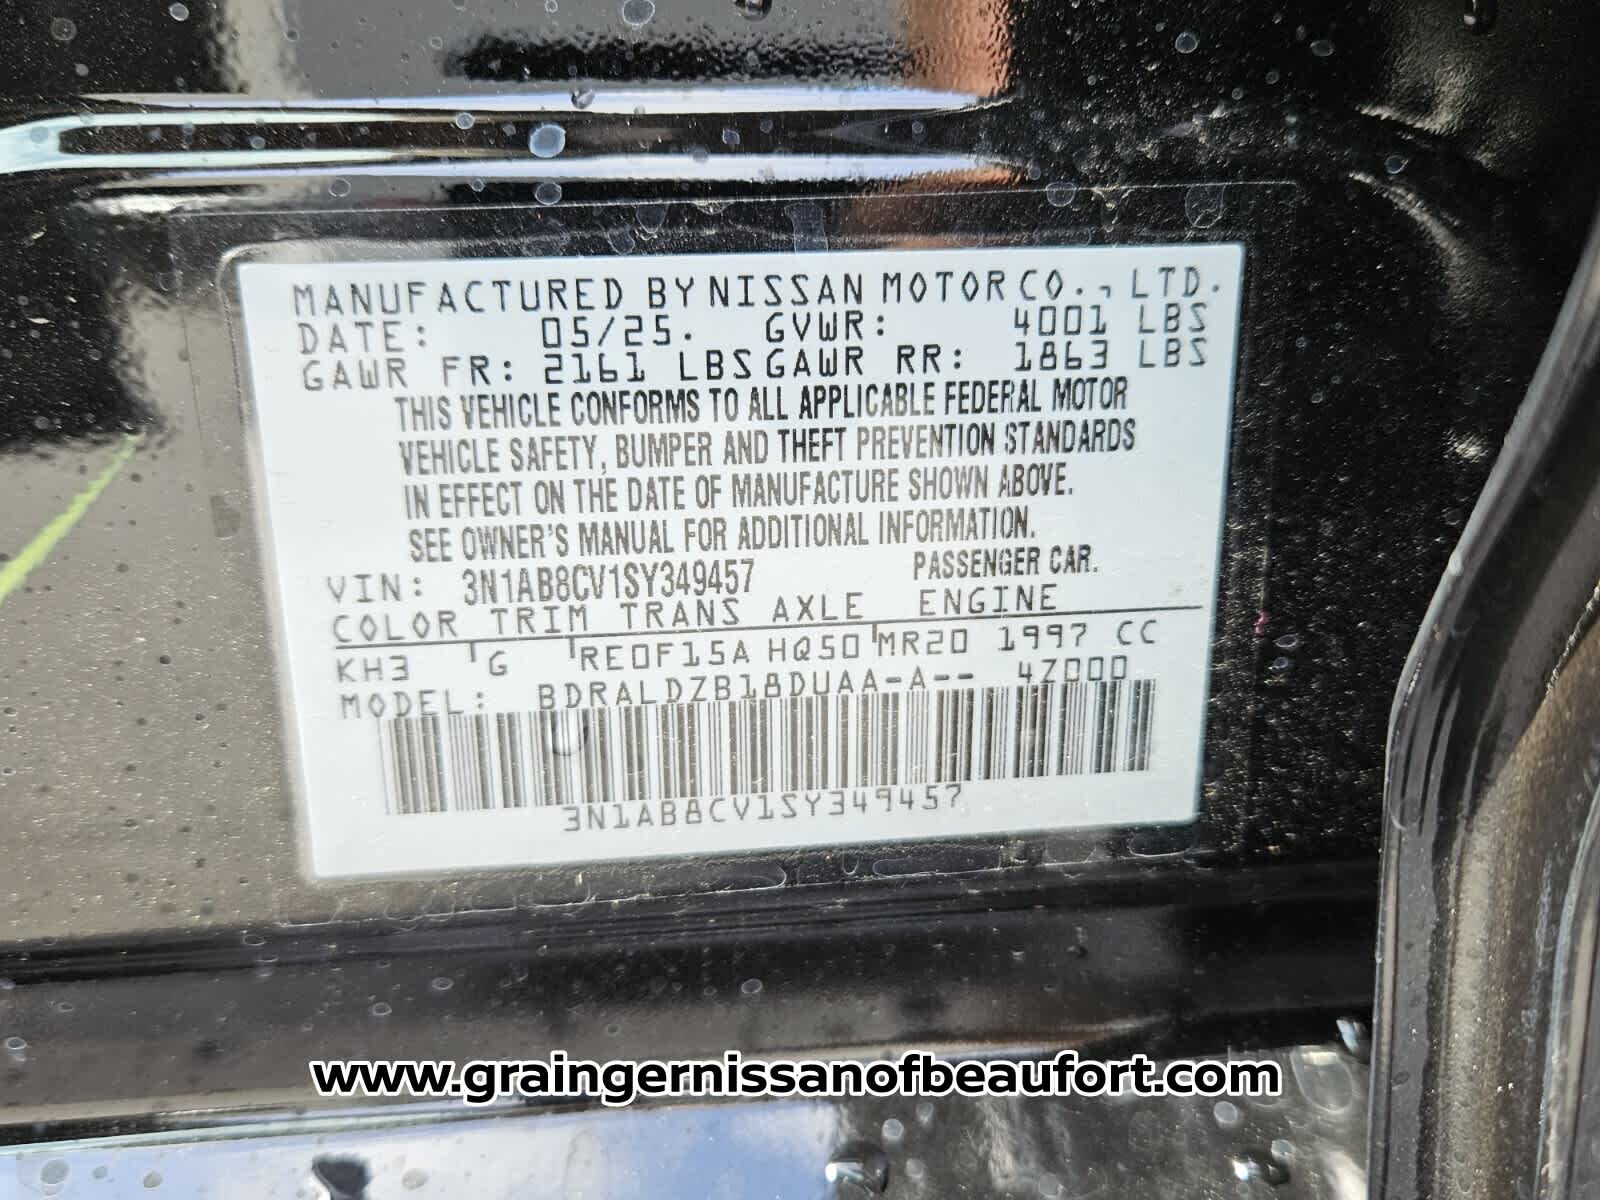 MANUFACTURED BY NISSAN MOTOR CO., LTD.
DATE: 05/25. GVWR: 4001 LBS
GAWR FR: 2161 LBS GAWR RR: 1863 LBS
THIS VEHICLE CONFORMS TO ALL APPLICABLE FEDERAL MOTOR
VEHICLE SAFETY, BUMPER AND THEFT PREVENTION STANDARDS
IN EFFECT ON THE DATE OF MANUFACTURE SHOWN ABOVE.
SEE OWNER'S MANUAL FOR ADDITIONAL INFORMATION.
VIN: 3N1AB8CV1SY349457 PASSENGER CAR.
COLOR TRIM TRANS AXLE ENGINE
KH3 G RE0F15A HQ50 MR20 1997 CC
MODEL: BDRALDZB18DUAA-A-- 4Z000
3N1AB8CV1SY349457
www.graingernissanofbeaufort.com